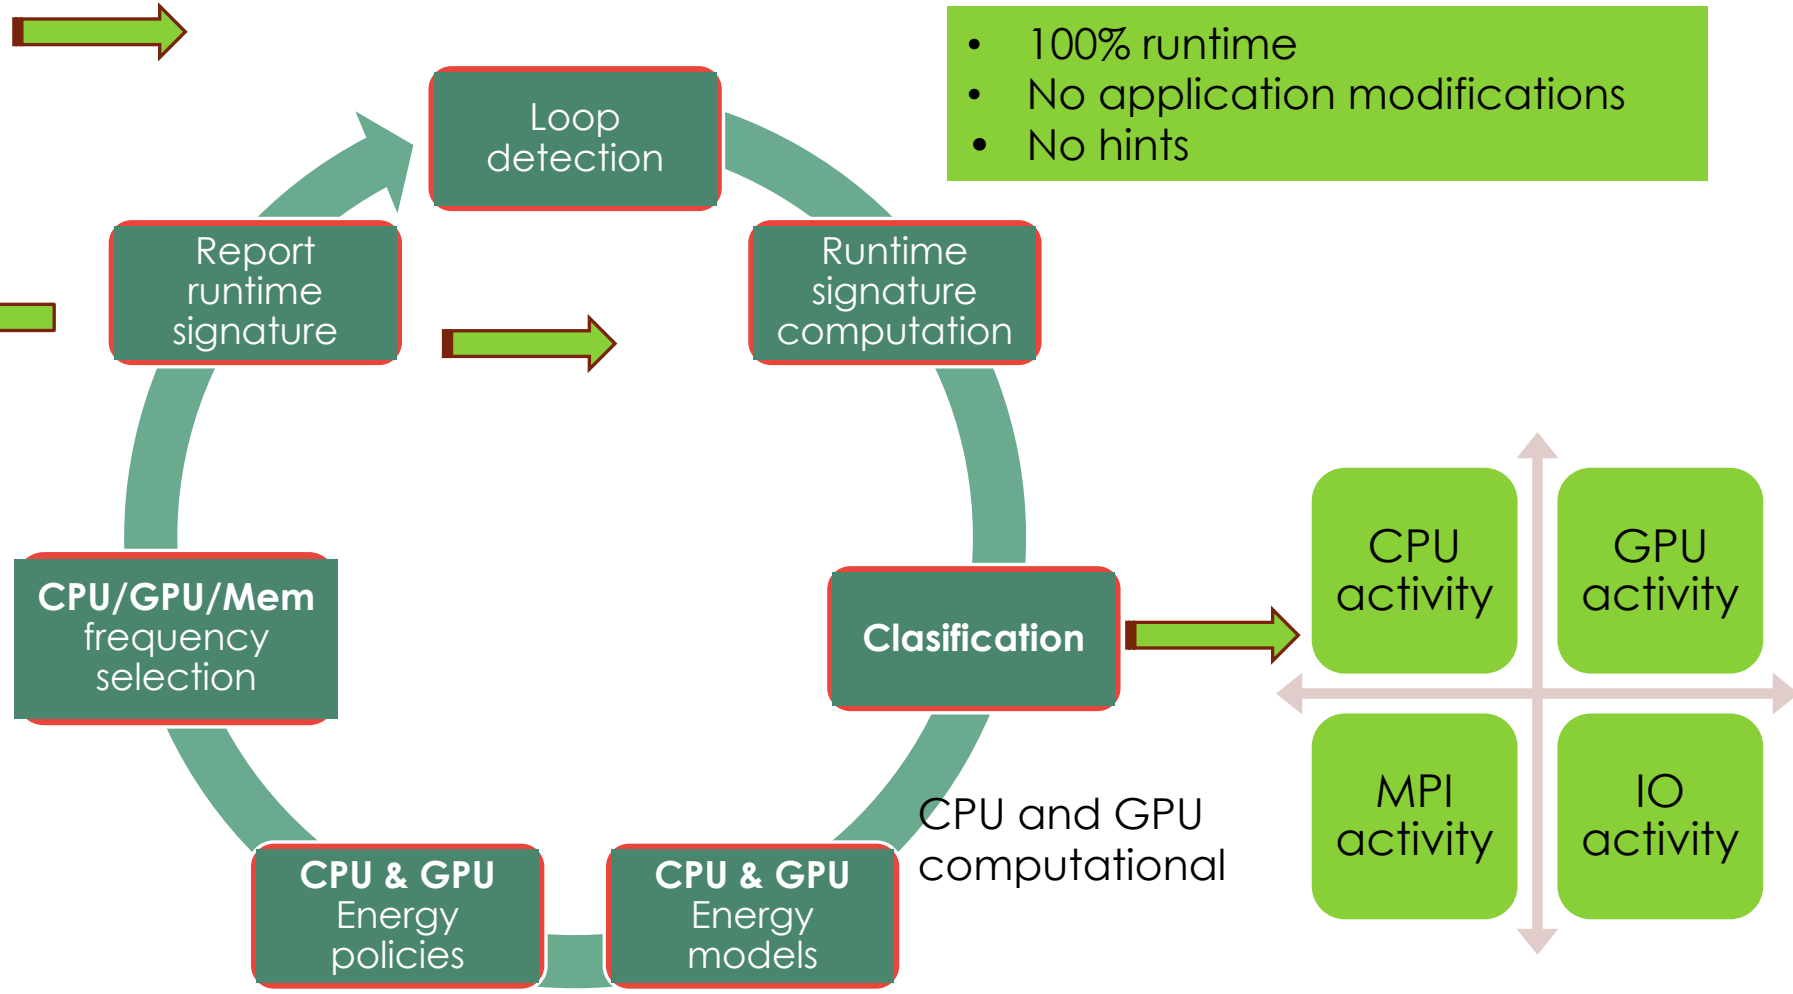 • 100% runtime
• No application modifications
• No hints
Loop
detection
Runtime
signature
computation
Clasification
CPU
activity
GPU
activity
MPI
activity
IO
activity
CPU and GPU
computational
CPU & GPU
Energy
models
CPU & GPU
Energy
policies
CPU/GPU/Mem
frequency
selection
Report
runtime
signature